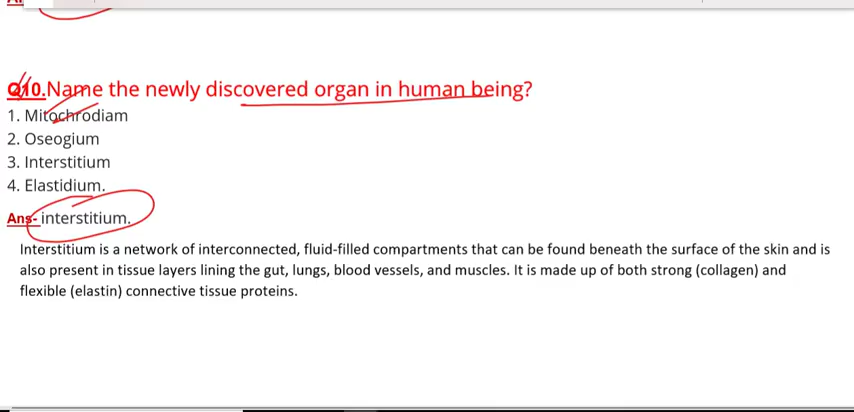 Q10.Name the newly discovered organ in human being?
1. Mitochrodiam
2. Oseogium
3. Interstitium
4. Elastidium.
Ans- interstitium.
Interstitium is a network of interconnected, fluid-filled compartments that can be found beneath the surface of the skin and is
also present in tissue layers lining the gut, lungs, blood vessels, and muscles. It is made up of both strong (collagen) and
flexible (elastin) connective tissue proteins.